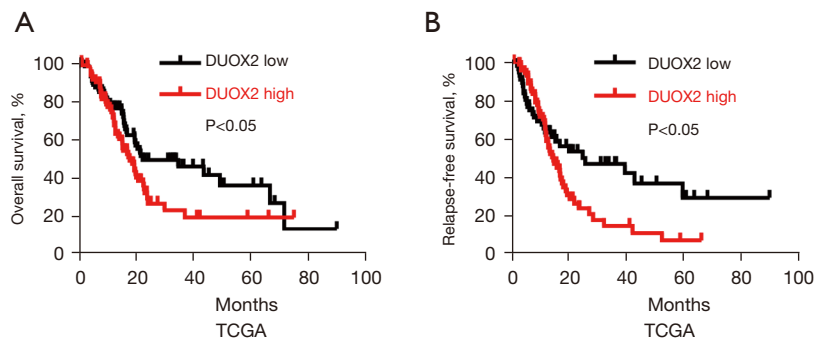 A
DUOX2 low
DUOX2 high
P<0.05
Overall survival, %
100
80
60
40
20
0
0 20 40 60 80 100
Months
TCGA
B
DUOX2 low
DUOX2 high
P<0.05
Relapse-free survival, %
100
80
60
40
20
0
0 20 40 60 80 100
Months
TCGA